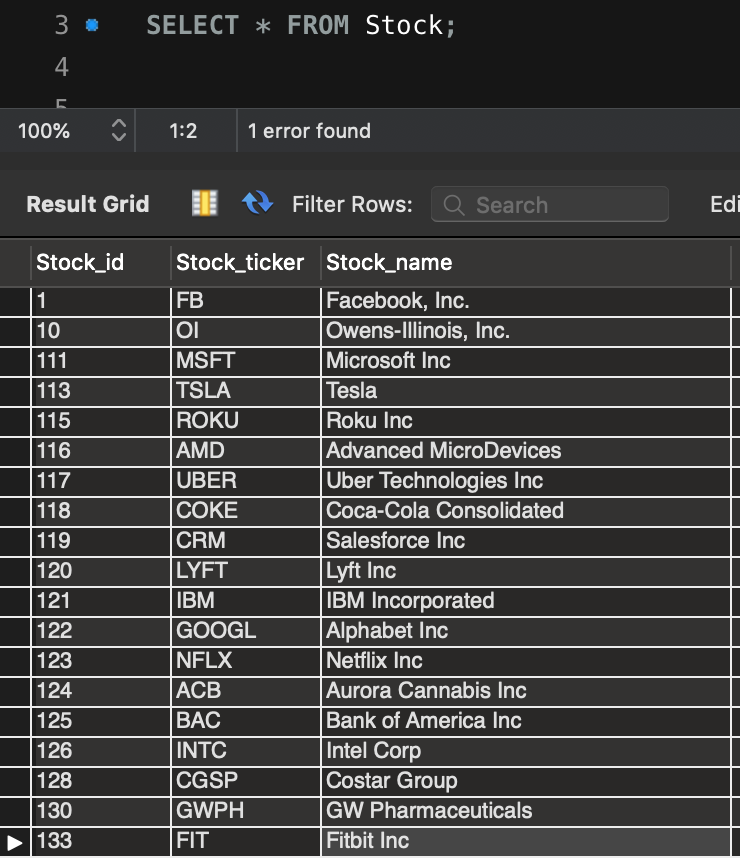 3 SELECT * FROM Stock;
4
5
100% 1:2 1 error found
Result Grid Filter Rows: Search Edi
Stock_id Stock_ticker Stock_name
1 FB Facebook, Inc.
10 OI Owens-Illinois, Inc.
111 MSFT Microsoft Inc
113 TSLA Tesla
115 ROKU Roku Inc
116 AMD Advanced MicroDevices
117 UBER Uber Technologies Inc
118 COKE Coca-Cola Consolidated
119 CRM Salesforce Inc
120 LYFT Lyft Inc
121 IBM IBM Incorporated
122 GOOGL Alphabet Inc
123 NFLX Netflix Inc
124 ACB Aurora Cannabis Inc
125 BAC Bank of America Inc
126 INTC Intel Corp
128 CGSP Costar Group
130 GWPH GW Pharmaceuticals
133 FIT Fitbit Inc